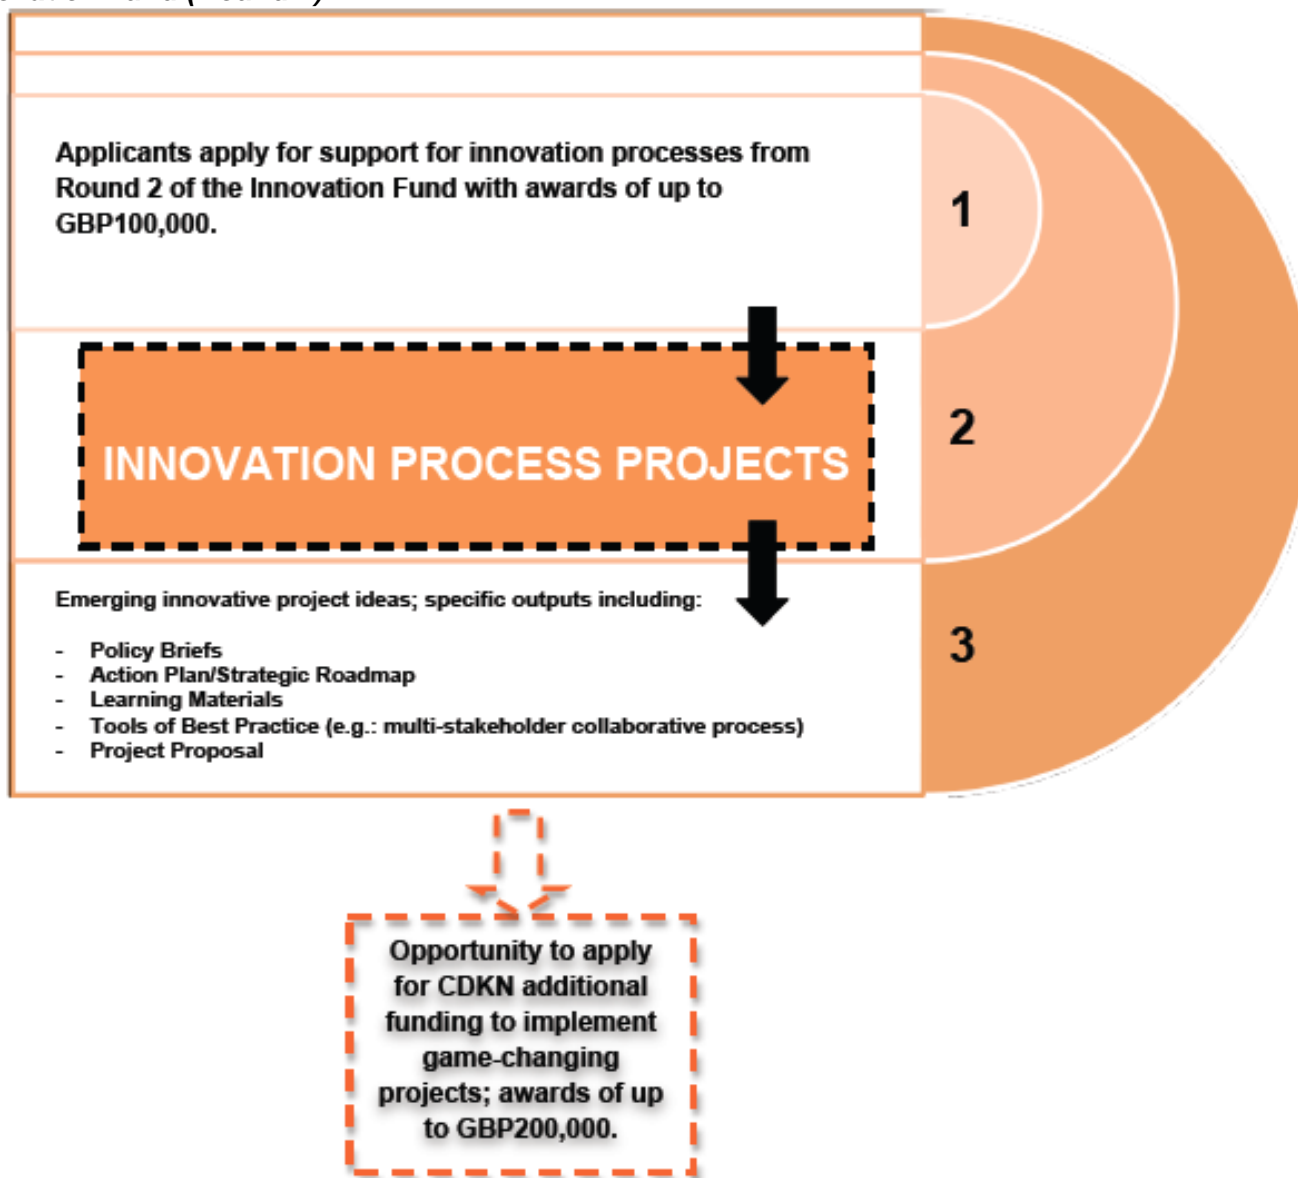 Applicants apply for support for innovation processes from
Round 2 of the Innovation Fund with awards of up to
GBP100,000.
1
INNOVATION PROCESS PROJECTS
2
Emerging innovative project ideas; specific outputs including:
- Policy Briefs
- Action Plan/Strategic Roadmap
- Learning Materials
- Tools of Best Practice (e.g.: multi-stakeholder collaborative process)
- Project Proposal
3
Opportunity to apply
for CDKN additional
funding to implement
game-changing
projects; awards of up
to GBP200,000.